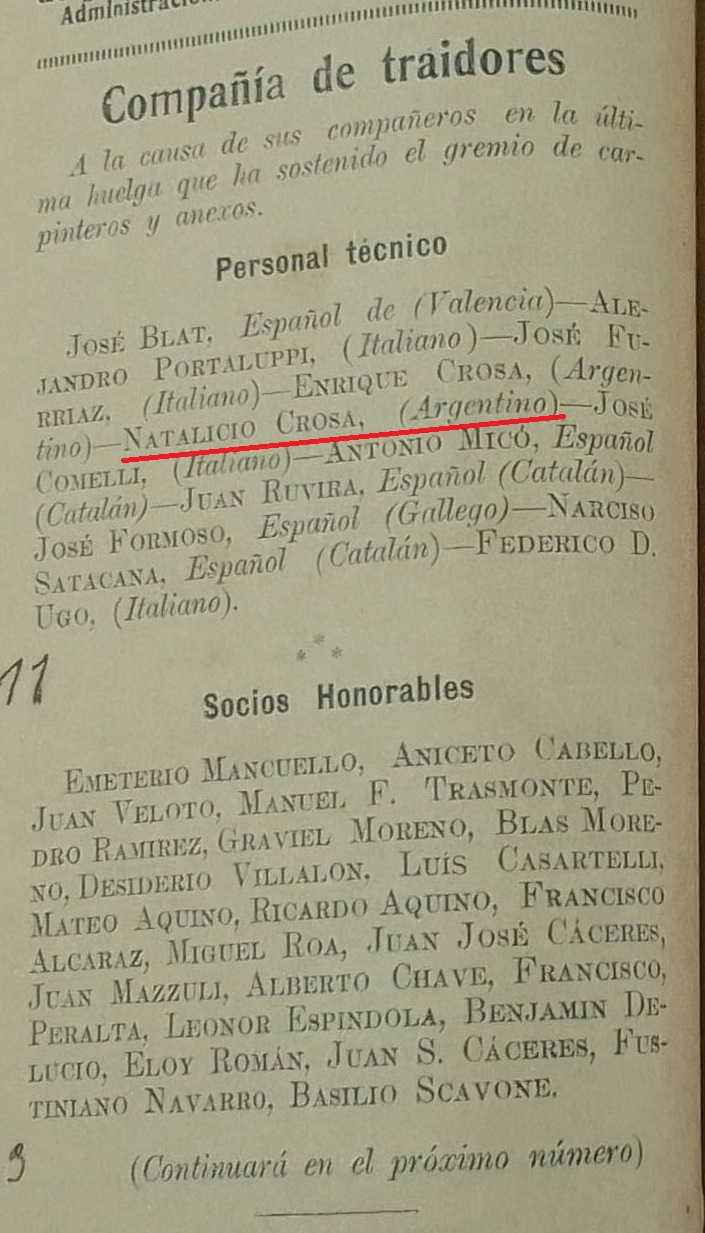 Compañía de traidores
A la causa de sus compañeros en la últi-
ma huelga que ha sostenido el gremio de car-
pinteros y anexos.
Personal técnico
JOSÉ BLAT, Español de (Valencia)—ALE-
JANDRO PORTALUPPI, (Italiano)—JOSÉ FU-
RRIAZ, (Italiano)—ENRIQUE CROSA, (Argen-
tino)—NATALICIO CROSA, (Argentino)—JOSÉ
COMELLI, (Italiano)—ANTONIO MICÓ, Español
(Catalán)—JUAN RUVIRA, Español (Catalán)—
JOSÉ FORMOSO, Español (Gallego)—NARCISO
SATACANA, Español (Catalán)—FEDERICO D.
UGO, (Italiano).
11
Socios Honorables
EMETERIO MANCUELLO, ANICETO CABELLO,
JUAN VELOTO, MANUEL F. TRASMONTE, PE-
DRO RAMIREZ, GRAVIEL MORENO, BLAS MORE-
NO, DESIDERIO VILLALON, LUÍS CASARTELLI,
MATEO AQUINO, RICARDO AQUINO, FRANCISCO
ALCARAZ, MIGUEL ROA, JUAN JOSÉ CÁCERES,
JUAN MAZZULI, ALBERTO CHAVE, FRANCISCO,
PERALTA, LEONOR ESPINDOLA, BENJAMIN DE-
LUCIO, ELOY ROMÁN, JUAN S. CÁCERES, FUS-
TINIANO NAVARRO, BASILIO SCAVONE.
(Continuará en el próximo número)